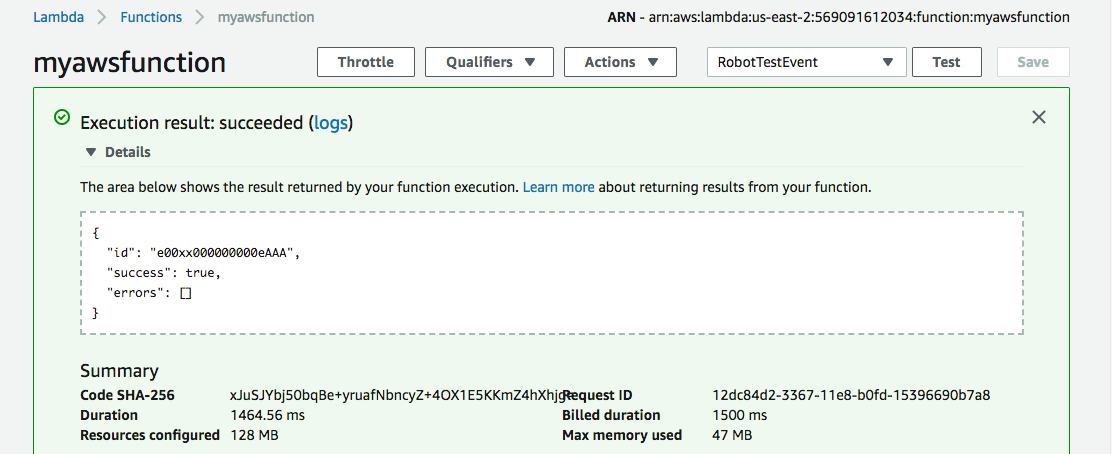 Lambda > Functions > myawsfunction ARN - arn:aws:lambda:us-east-2:569091612034:function:myawsfunction
myawsfunction Throttle Qualifiers Actions RobotTestEvent Test Save
Execution result: succeeded (logs)
Details
The area below shows the result returned by your function execution. Learn more about returning results from your function.
{
"id": "e00xx000000000eAAA",
"success": true,
"errors": []
}
Summary
Code SHA-256 Request ID 12dc84d2-3367-11e8-b0fd-15396690b7a8
Duration 1464.56 ms Billed duration 1500 ms
Resources configured 128 MB Max memory used 47 MB